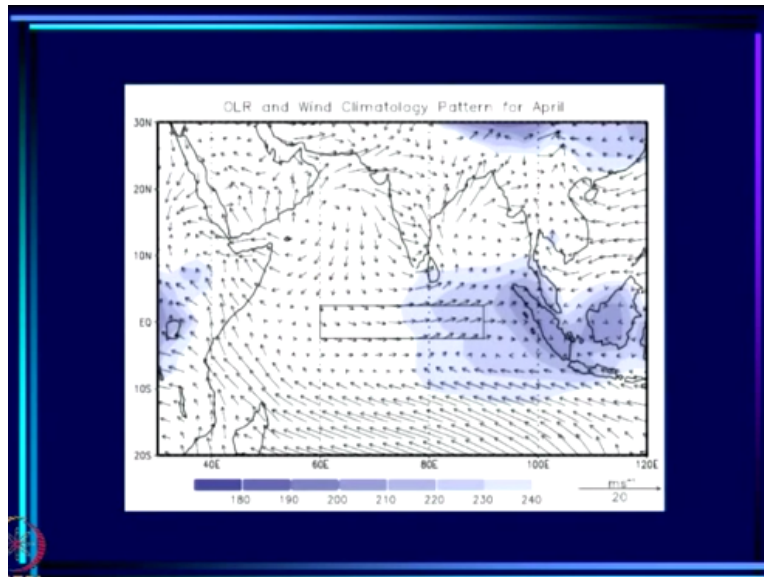 OLR and Wind Climatology Pattern for April
30N
20N
10N
EQ
10S
20S
40E 60E 80E 100E 120E
180 190 200 210 220 230 240
ms⁻¹
20